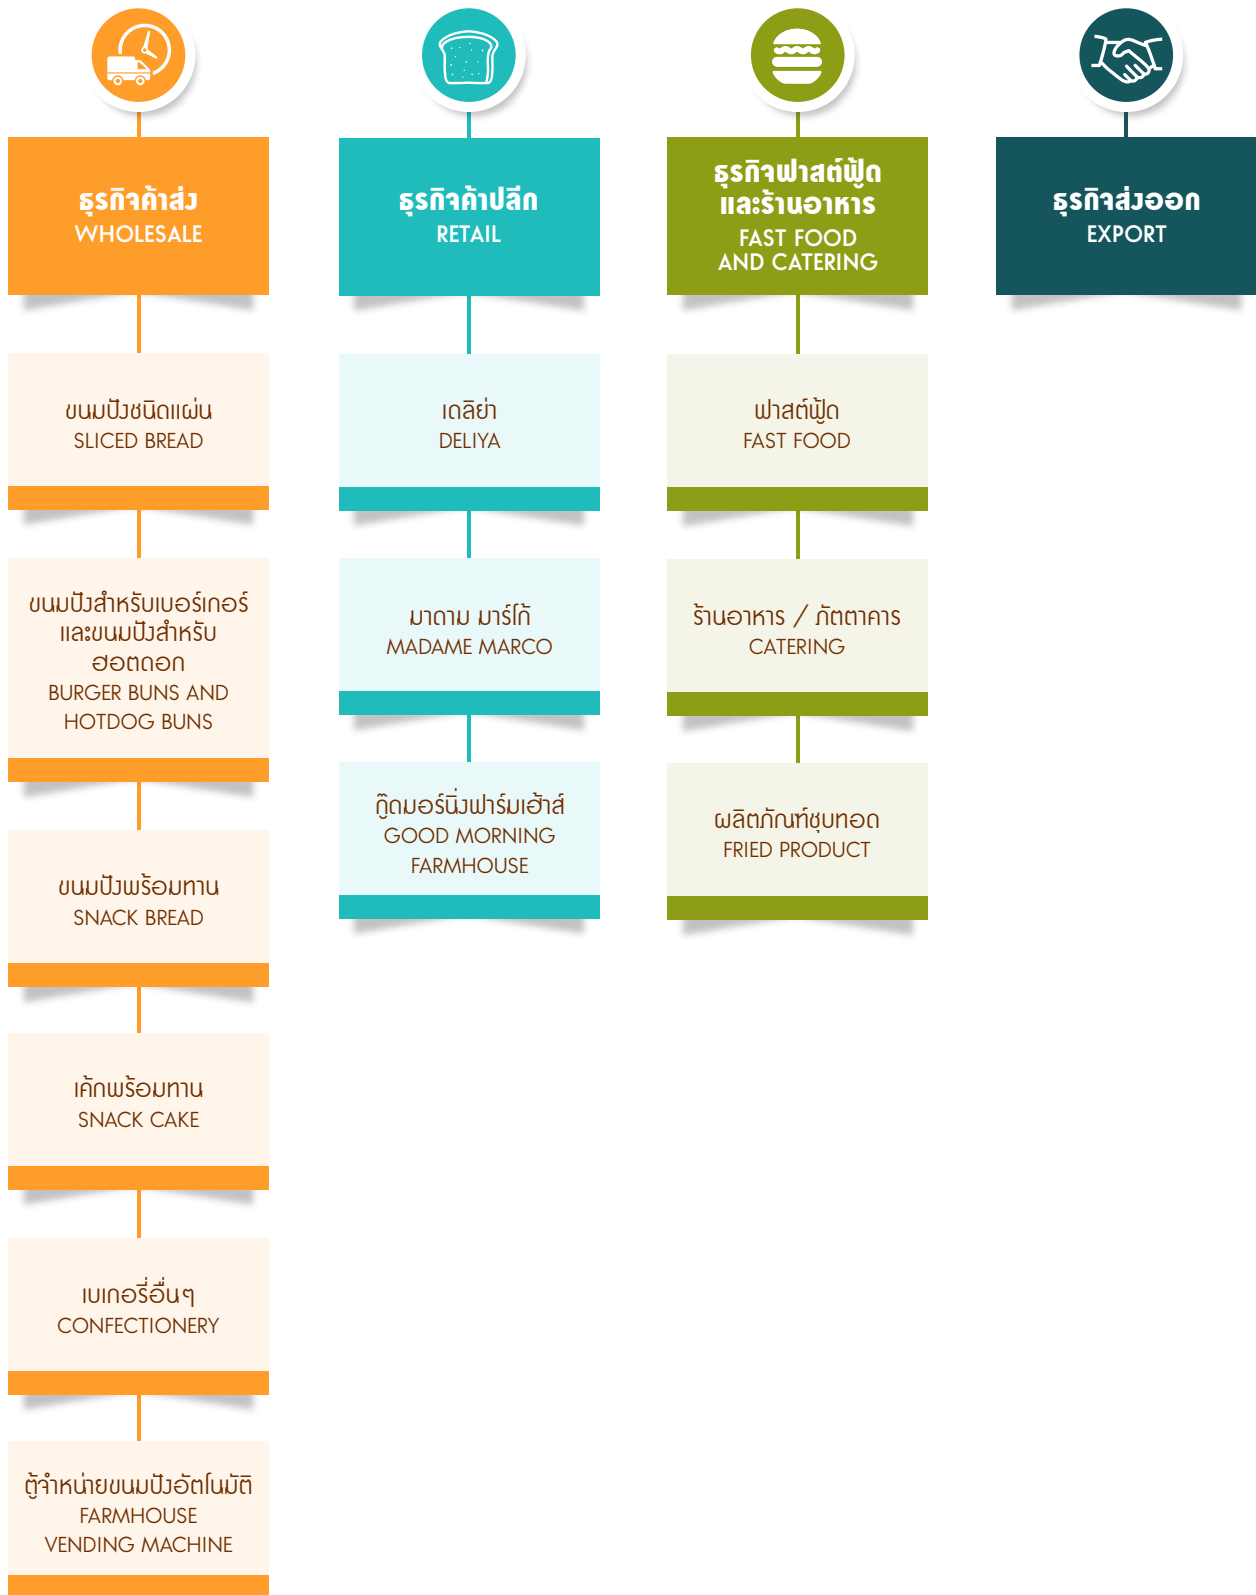 ธุรกิจค้าส่ง
WHOLESALE
ขนมปังชนิดแผ่น
SLICED BREAD
ขนมปังสำหรับเบอร์เกอร์
และขนมปังสำหรับ
ฮอตดอก
BURGER BUNS AND
HOTDOG BUNS
ขนมปังพร้อมทาน
SNACK BREAD
เค้กพร้อมทาน
SNACK CAKE
เบเกอรี่อื่นๆ
CONFECTIONERY
ตู้จำหน่ายขนมปังอัตโนมัติ
FARMHOUSE
VENDING MACHINE
ธุรกิจค้าปลีก
RETAIL
เดลิย่า
DELIYA
มาดาม มาร์โก้
MADAME MARCO
กู๊ดมอร์นิ่งฟาร์มเฮ้าส์
GOOD MORNING
FARMHOUSE
ธุรกิจฟาสต์ฟู้ด
และร้านอาหาร
FAST FOOD
AND CATERING
ฟาสต์ฟู้ด
FAST FOOD
ร้านอาหาร / ภัตตาคาร
CATERING
ผลิตภัณฑ์ชุบทอด
FRIED PRODUCT
ธุรกิจส่งออก
EXPORT